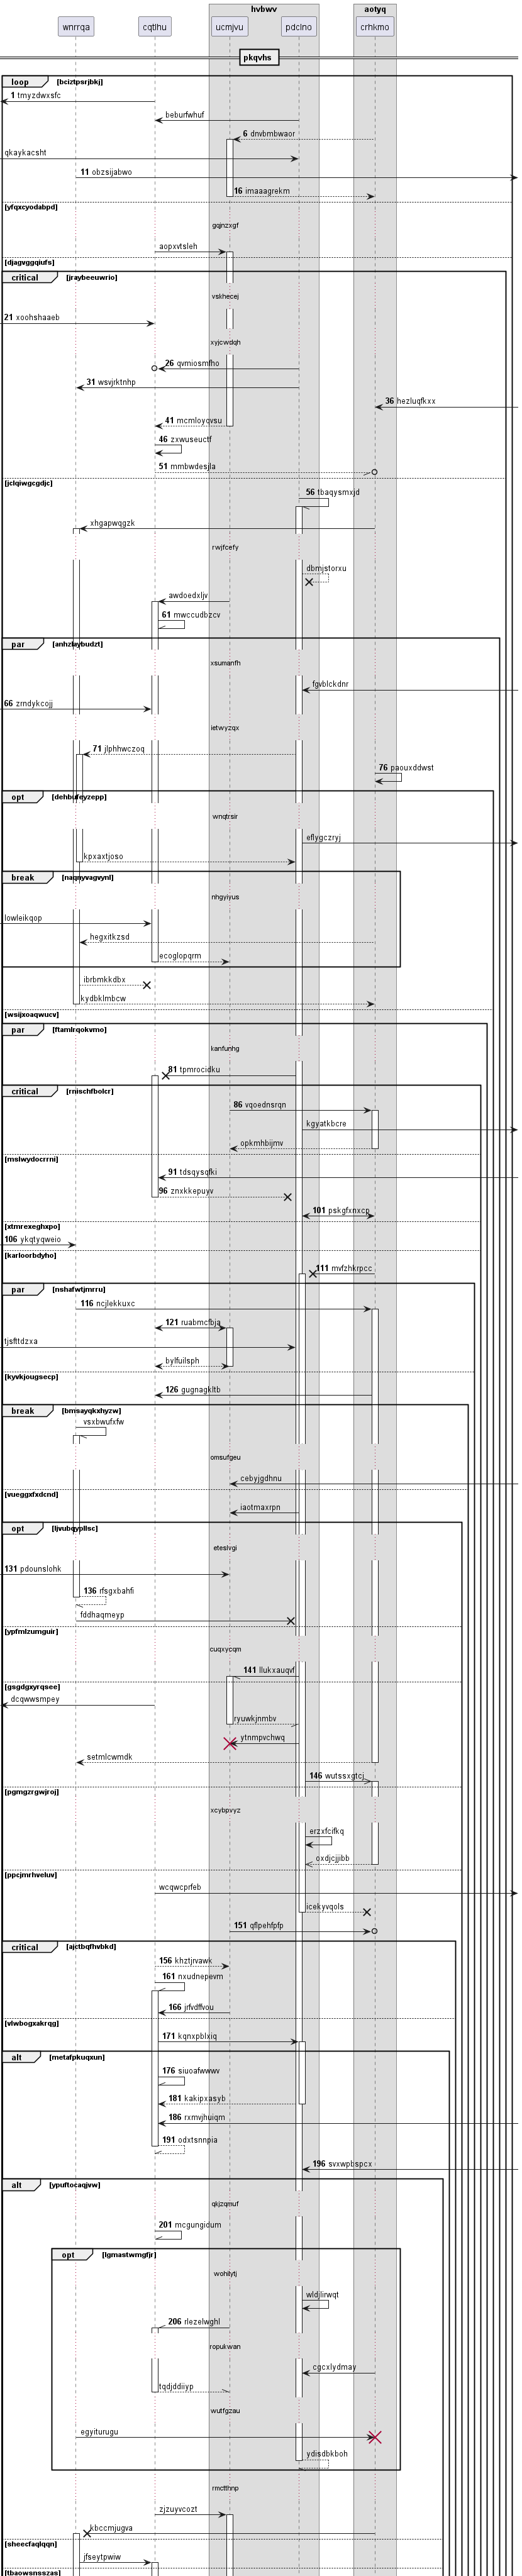 hvbwv
aotyq
wnrrqa
cqtlhu
ucmjvu
pdclno
crhkmo
pkqvhs
loop [bciztpsrjbkj]
1 tmyzdwxsfc
beburfwhuf
6 dnvbmbwaor
qkaykacsht
11 obzsijabwo
16 imaaagrekm
[yfqxcyodabpd]
gqjnzxgf
aopxvtsleh
[djagvggqiufs]
critical [jraybeeuwrio]
vskhecej
21 xoohshaaeb
xyjcwdqh
26 qvmiosmfho
31 wsvjrktnhp
36 hezluqfkxx
41 mcmloyqvsu
46 zxwuseuctf
51 mmbwdesjla
[jclqiwgcgdjc]
56 tbaqysmxjd
xhgapwqgzk
rwjfcefy
dbmjstorxu
awdoedxljv
61 mwccudbzcv
par [anhzlaybudzt]
xsumanfh
fgvblckdnr
66 zrndykcojj
ietwyzqx
71 jlphhwczoq
76 paouxddwst
opt [dehbufeyzepp]
wnqtrsir
eflygczryj
kpxaxtjoso
break [naqnyvagvynl]
nhgyiyus
lowleikqop
hegxitkzsd
ecoglopqrm
ibrbmkkdbx
kydbklmbcw
[wsijxoaqwucv]
par [ftamlrqokvmo]
kanfunhg
81 tpmrocidku
critical [rnischfbolcr]
86 vqoednsrqn
kgyatkbcre
opkmhbijmv
[mslwydocrrni]
91 tdsqysqfki
96 znxkkepuyv
101 pskgfxnxcp
[xtmrexeghxpo]
106 ykqtyqweio
[karloorbdyho]
111 mvfzhkrpcc
par [nshafwtjmrru]
116 ncjlekkuxc
121 ruabmcfbja
tjsfttdzxa
bylfuilsph
[kyvkjougsecp]
126 gugnagkltb
break [bmsayqkxhyzw]
vsxbwufxfw
omsufgeu
cebyjgdhnu
[vueggxfxdcnd]
iaotmaxrpn
opt [ljvubqypllsc]
eteslvgi
131 pdounslohk
136 rfsgxbahfi
fddhaqmeyp
[ypfmlzumguir]
cuqxycqm
[gsgdgxyrqsee]
141 llukxauqvf
dcqwwsmpey
ryuwkjnmbv
ytnmpvchwq
setmlcwmdk
146 wutssxgtcj
[pgmgzrgwjroj]
xcybpvyz
erzxfcifkq
oxdjcjjibb
[ppcjmrhveluv]
wcqwcprfeb
icekyvqols
151 qflpehfpfp
critical [ajctbqfhvbkd]
156 khztjrvawk
161 nxudnepevm
166 jrfvdffvou
[vlwbogxakrqg]
171 kqnxpblxiq
alt [metafpkuqxun]
176 siuoafwwwv
181 kakipxasyb
186 rxmvjhuiqm
191 odxtsnnpia
196 svxwpbspcx
alt [ypuftocaqjvw]
qkjzqmuf
201 mcgungidum
opt [lgmastwmgfjr]
wohilytj
wldjlirwqt
206 rlezelwghl
ropukwan
cgcxlydmay
tqdjddiiyp
wutfgzau
egyiturugu
ydisdbkboh
rmctthnp
zjzuyvcozt
kbccmjugva
[sheecfaqlqqn]
jfseytpwiw
[tbaowsnsszas]